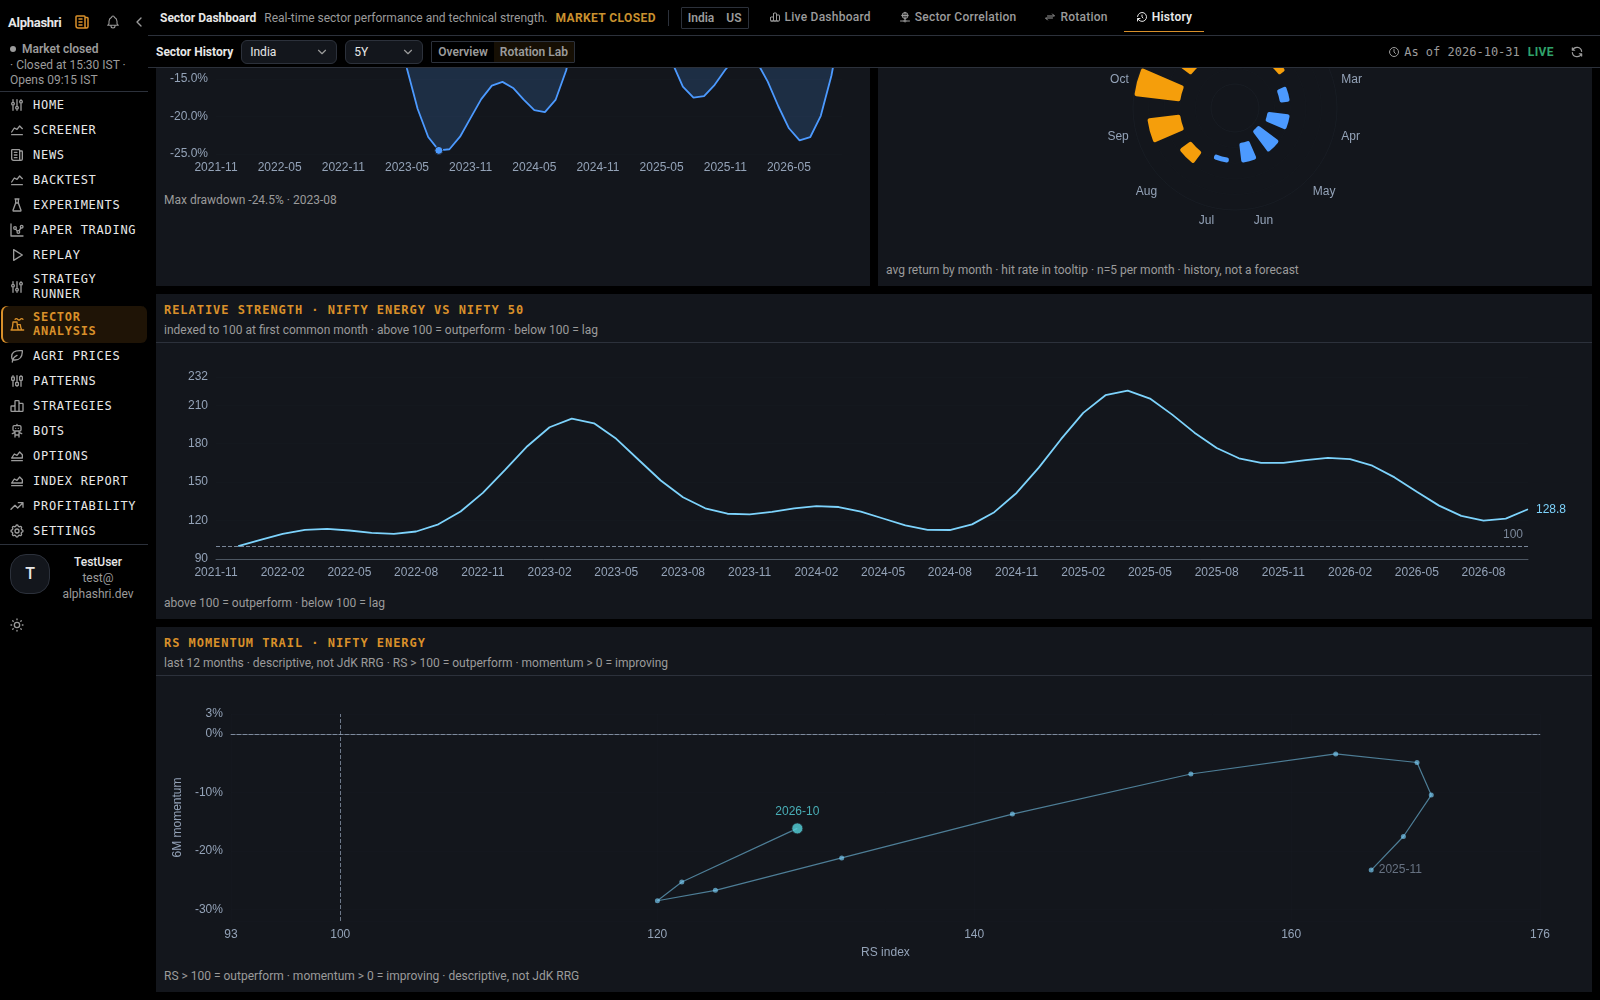 Alphashri
Market closed
· Closed at 15:30 IST ·
Opens 09:15 IST
HOME
SCREENER
NEWS
BACKTEST
EXPERIMENTS
PAPER TRADING
REPLAY
STRATEGY
RUNNER
SECTOR
ANALYSIS
AGRI PRICES
PATTERNS
STRATEGIES
BOTS
OPTIONS
INDEX REPORT
PROFITABILITY
SETTINGS
T
TestUser
test@
alphashri.dev
Sector Dashboard Real-time sector performance and technical strength. MARKET CLOSED India US Live Dashboard Sector Correlation Rotation History
Sector History India 5Y Overview Rotation Lab As of 2026-10-31 LIVE
-15.0%
-20.0%
-25.0%
2021-11 2022-05 2022-11 2023-05 2023-11 2024-05 2024-11 2025-05 2025-11 2026-05
Max drawdown -24.5% · 2023-08
Oct Mar
Sep Apr
Aug May
Jul Jun
avg return by month · hit rate in tooltip · n=5 per month · history, not a forecast
RELATIVE STRENGTH · NIFTY ENERGY VS NIFTY 50
indexed to 100 at first common month · above 100 = outperform · below 100 = lag
232
210
180
150
120
90
128.8
100
2021-11 2022-02 2022-05 2022-08 2022-11 2023-02 2023-05 2023-08 2023-11 2024-02 2024-05 2024-08 2024-11 2025-02 2025-05 2025-08 2025-11 2026-02 2026-05 2026-08
above 100 = outperform · below 100 = lag
RS MOMENTUM TRAIL · NIFTY ENERGY
last 12 months · descriptive, not JdK RRG · RS > 100 = outperform · momentum > 0 = improving
3%
0%
-10%
-20%
-30%
6M momentum
2026-10
2025-11
93 100 120 140 160 176
RS index
RS > 100 = outperform · momentum > 0 = improving · descriptive, not JdK RRG